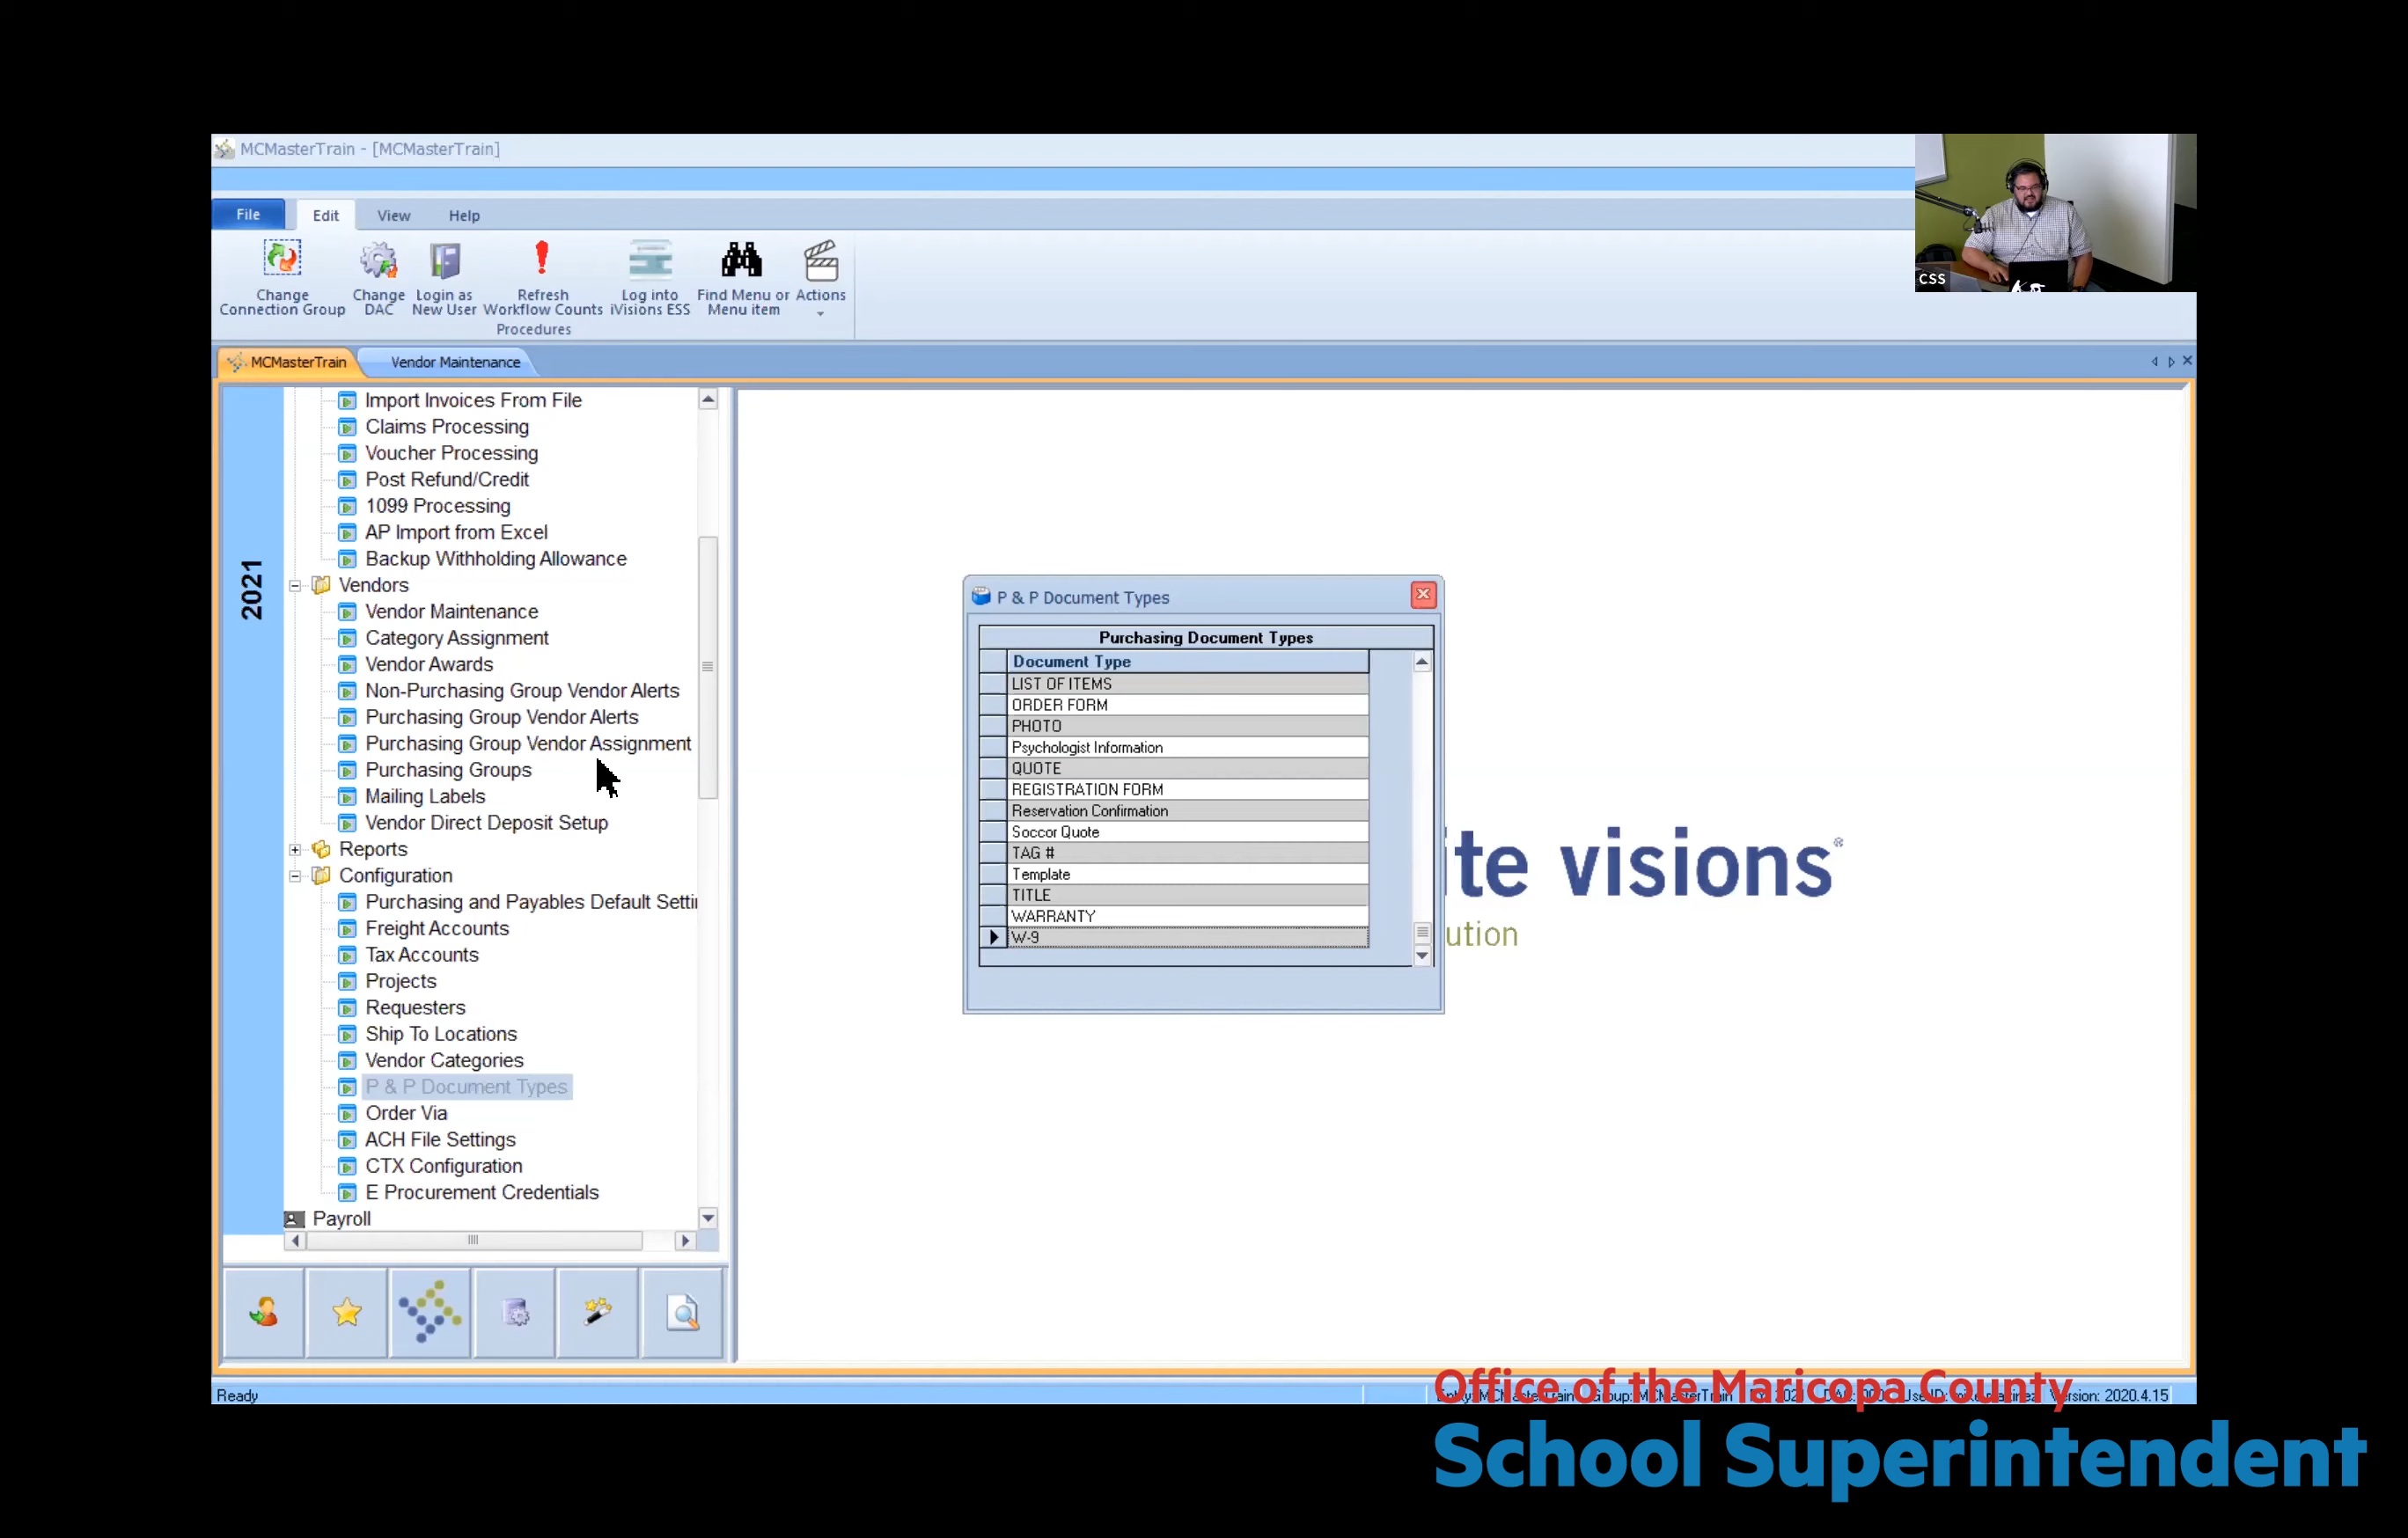 MCMasterTrain - [MCMasterTrain]
CSS
File Edit View Help
Change Connection Group
Change DAC
Login as New User
Refresh Workflow Counts
Log into iVisions ESS
Find Menu or Menu item
Actions
Procedures
MCMasterTrain
Vendor Maintenance
2021
Import Invoices From File
Claims Processing
Voucher Processing
Post Refund/Credit
1099 Processing
AP Import from Excel
Backup Withholding Allowance
Vendors
Vendor Maintenance
Category Assignment
Vendor Awards
Non-Purchasing Group Vendor Alerts
Purchasing Group Vendor Alerts
Purchasing Group Vendor Assignment
Purchasing Groups
Mailing Labels
Vendor Direct Deposit Setup
Reports
Configuration
Purchasing and Payables Default Setti
Freight Accounts
Tax Accounts
Projects
Requesters
Ship To Locations
Vendor Categories
P & P Document Types
Order Via
ACH File Settings
CTX Configuration
E Procurement Credentials
Payroll
P & P Document Types
Purchasing Document Types
Document Type
LIST OF ITEMS
ORDER FORM
PHOTO
Psychologist Information
QUOTE
REGISTRATION FORM
Reservation Confirmation
Soccor Quote
TAG #
Template
TITLE
WARRANTY
W-9
ite visions®
ution
Ready
Version: 2020.4.15
Office of the Maricopa County
School Superintendent